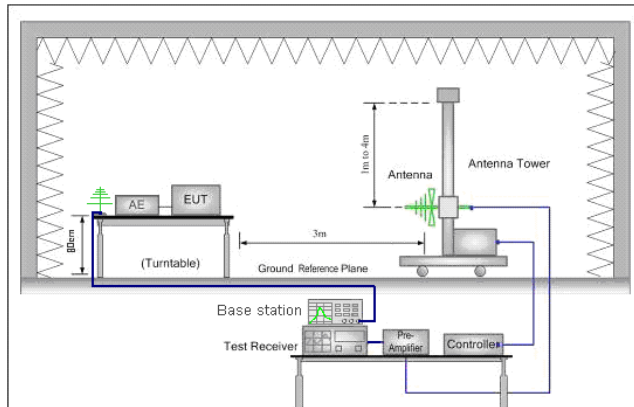 1m to 4m
Antenna
Antenna Tower
AE
EUT
3m
(Turntable)
Ground Reference Plane
Base station
Test Receiver
Pre-
Amplifier
Controller